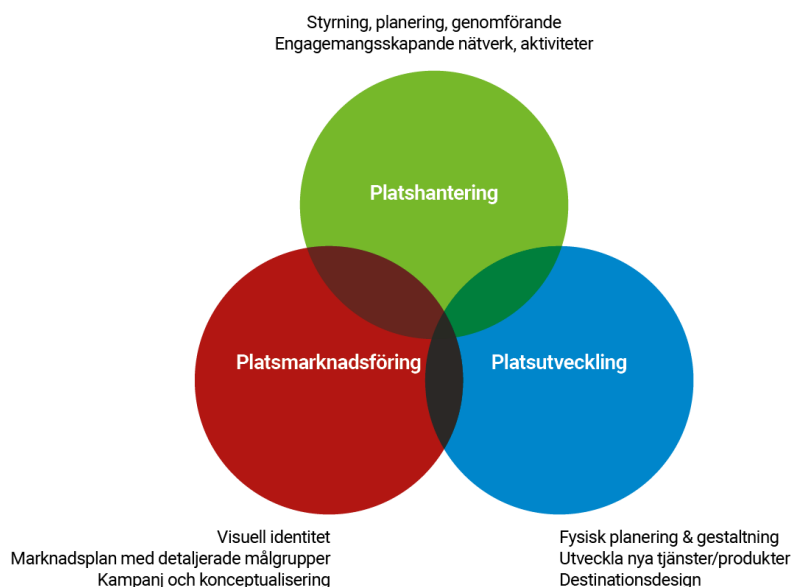 Styrning, planering, genomförande
Engagemangsskapande nätverk, aktiviteter
Platshantering
Platsmarknadsföring
Platsutveckling
Visuell identitet
Marknadsplan med detaljerade målgrupper
Kampanj och konceptualisering
Fysisk planering & gestaltning
Utveckla nya tjänster/produkter
Destinationsdesign